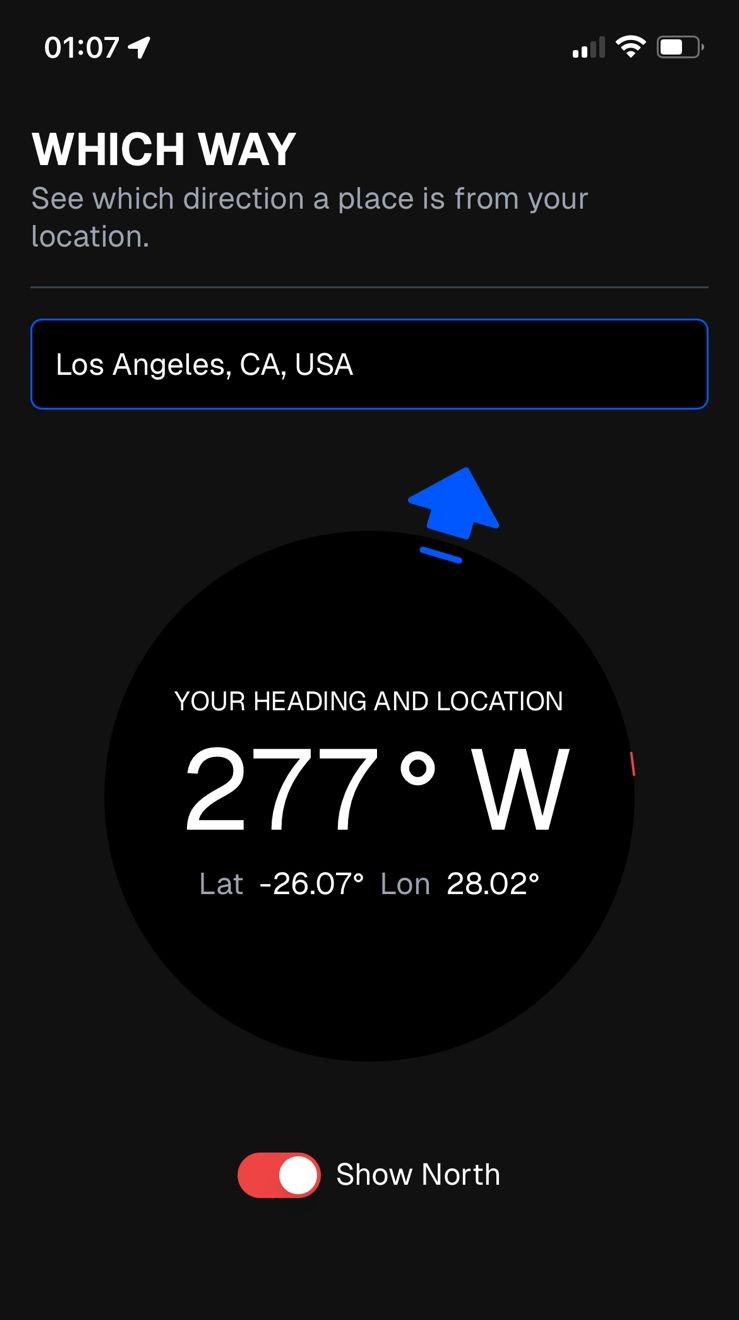 01:07
WHICH WAY
See which direction a place is from your
location.
Los Angeles, CA, USA
YOUR HEADING AND LOCATION
277° W
Lat -26.07° Lon 28.02°
Show North